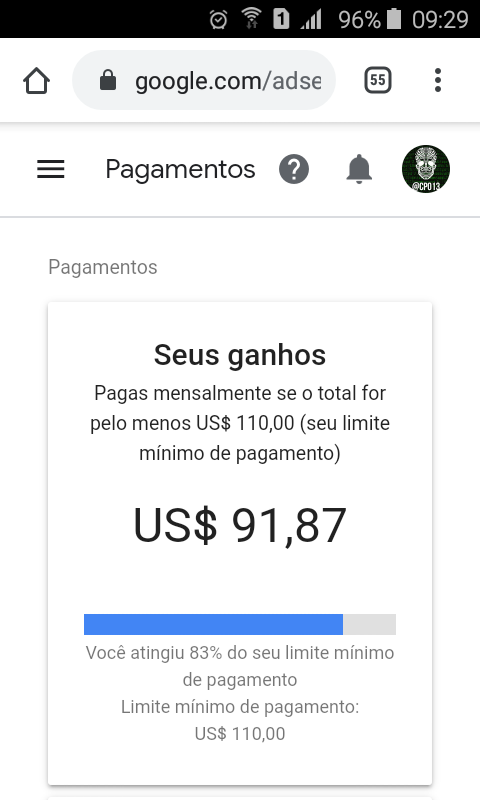 1 96% 09:29
google.com/adse 55
Pagamentos
@CPD13
Pagamentos
Seus ganhos
Pagas mensalmente se o total for
pelo menos US$ 110,00 (seu limite
mínimo de pagamento)
US$ 91,87
Você atingiu 83% do seu limite mínimo
de pagamento
Limite mínimo de pagamento:
US$ 110,00